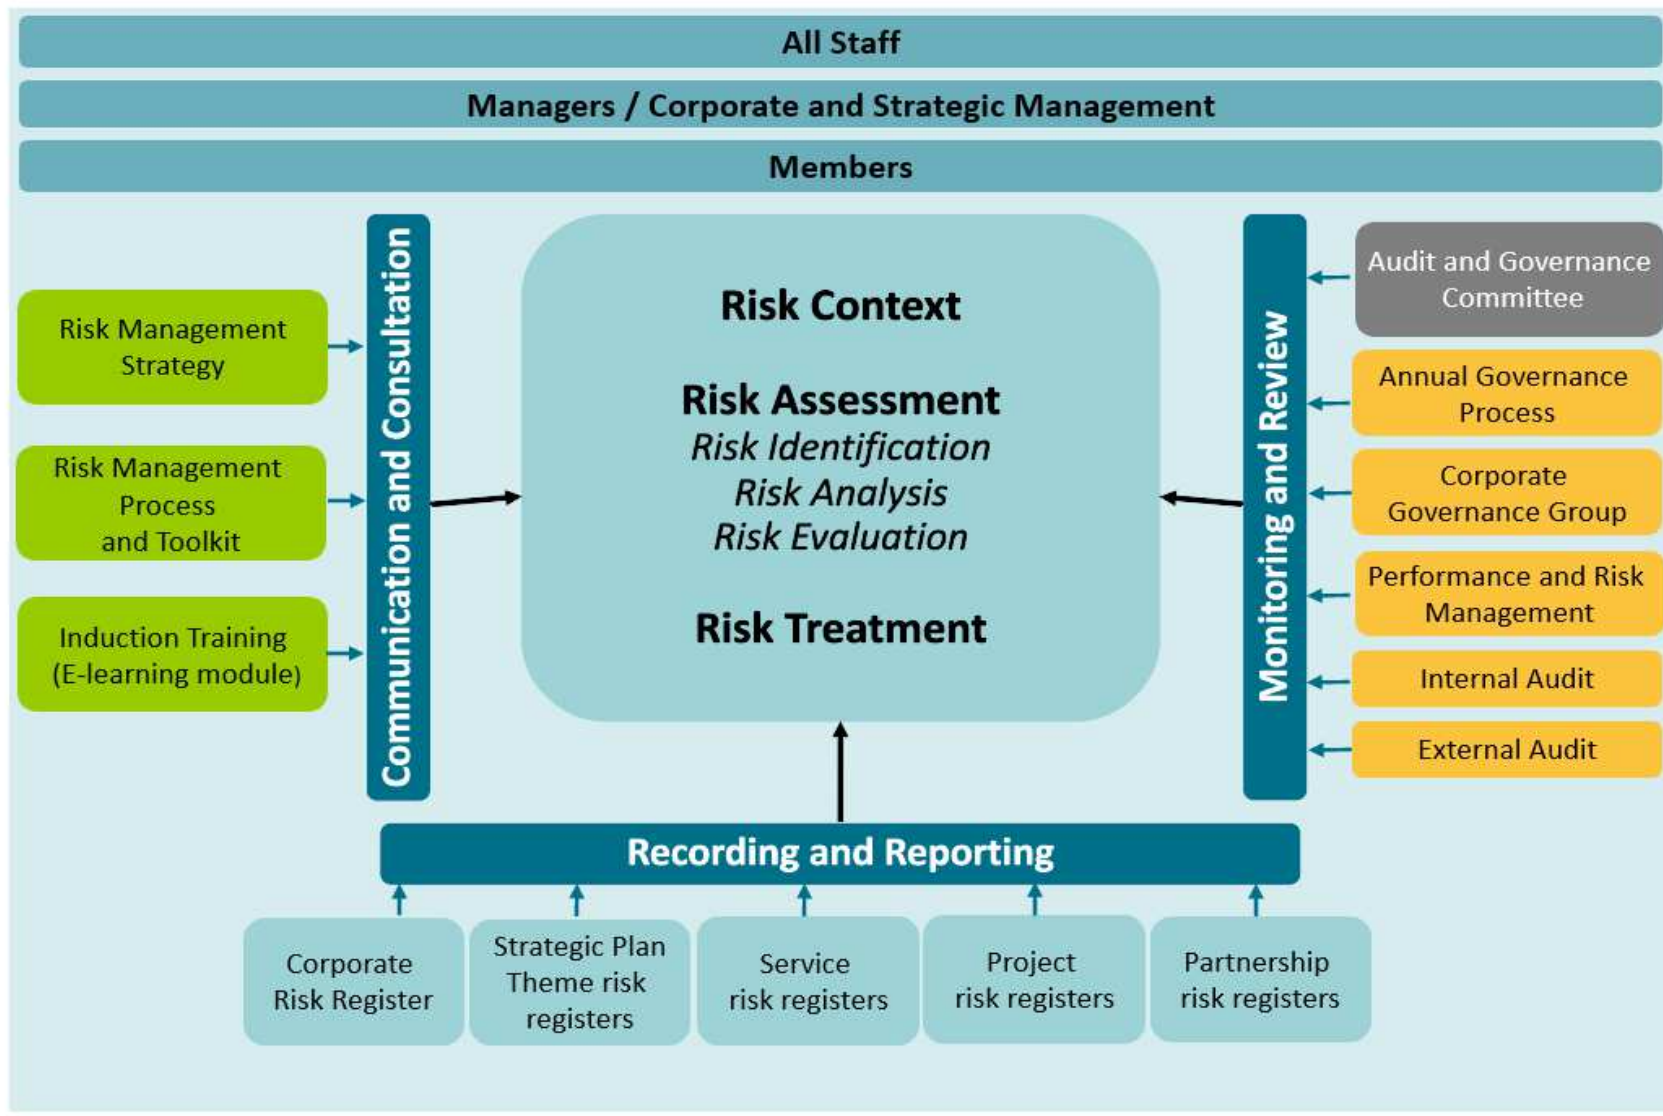 All Staff
Managers / Corporate and Strategic Management
Members
Communication and Consultation
Risk Management
Strategy
Risk Management
Process
and Toolkit
Induction Training
(E-learning module)
Risk Context
Risk Assessment
Risk Identification
Risk Analysis
Risk Evaluation
Risk Treatment
Monitoring and Review
Audit and Governance
Committee
Annual Governance
Process
Corporate
Governance Group
Performance and Risk
Management
Internal Audit
External Audit
Recording and Reporting
Corporate
Risk Register
Strategic Plan
Theme risk
registers
Service
risk registers
Project
risk registers
Partnership
risk registers